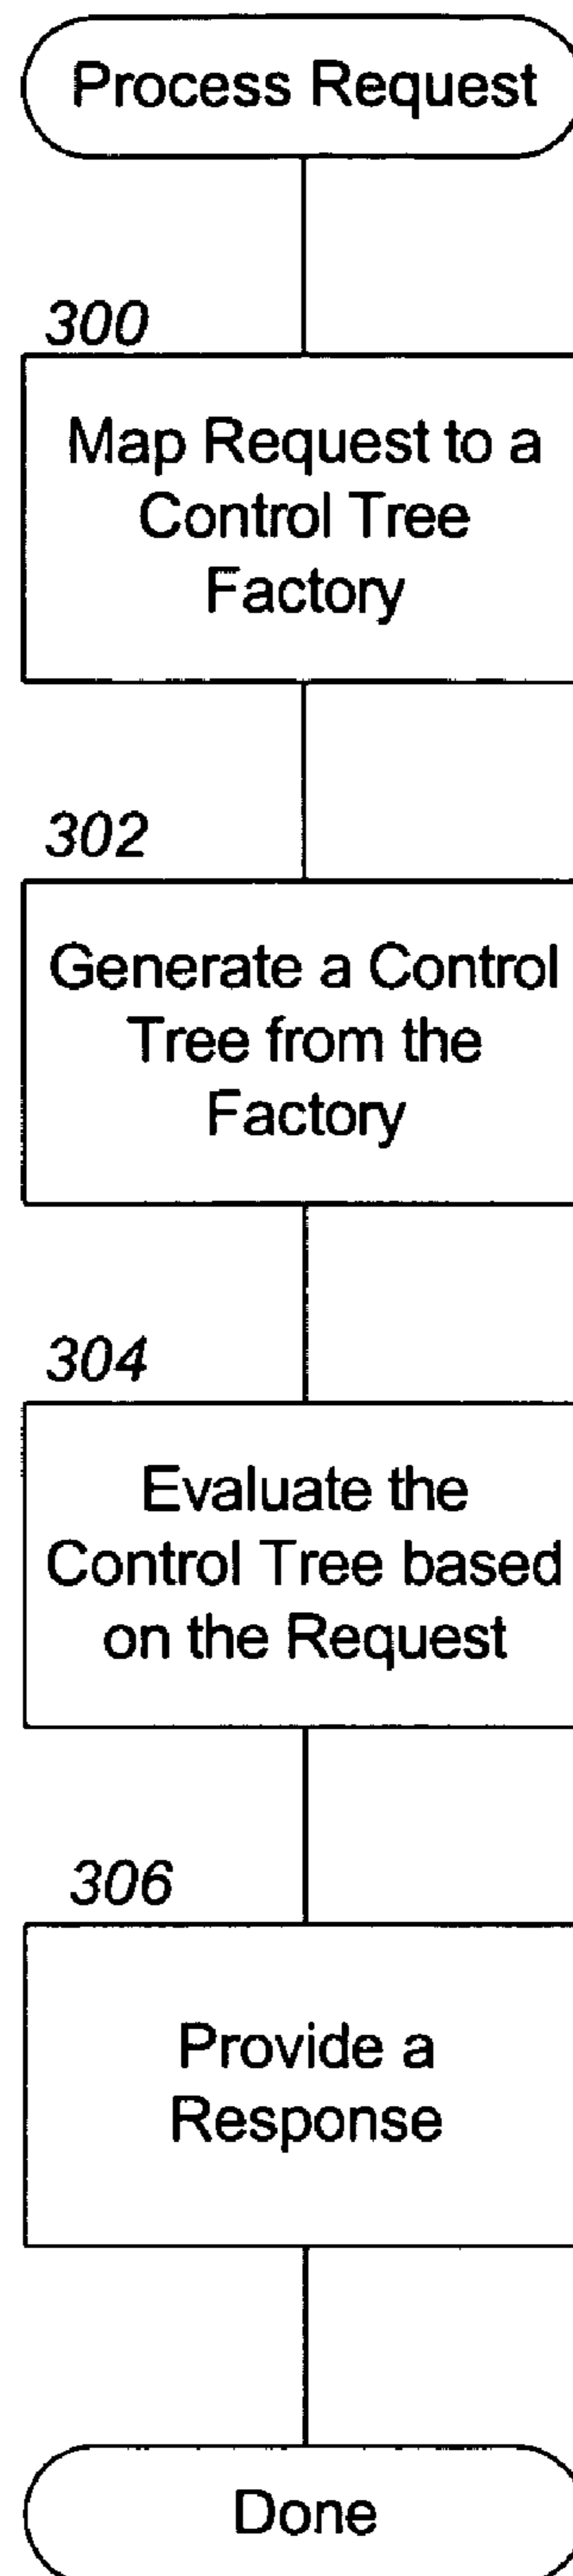 Process Request
300
Map Request to a
Control Tree
Factory
302
Generate a Control
Tree from the
Factory
304
Evaluate the
Control Tree based
on the Request
306
Provide a
Response
Done